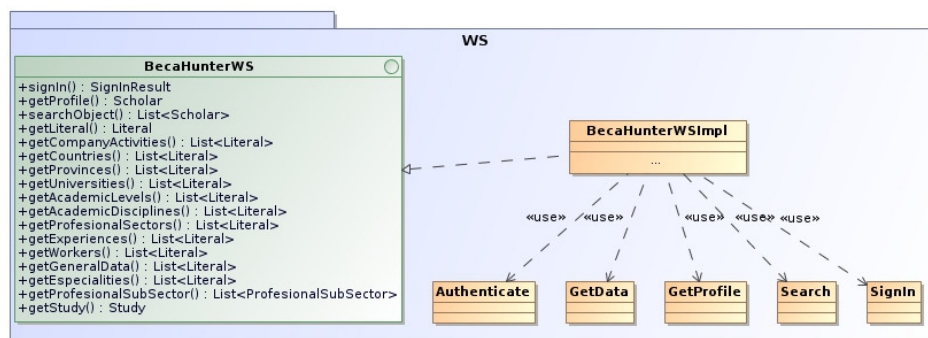 WS
BecaHunterWS
+signIn() : SignInResult
+getProfile() : Scholar
+searchObject() : List<Scholar>
+getLiteral() : Literal
+getCompanyActivities() : List<Literal>
+getCountries() : List<Literal>
+getProvinces() : List<Literal>
+getUniversities() : List<Literal>
+getAcademicLevels() : List<Literal>
+getAcademicDisciplines() : List<Literal>
+getProfesionalSectors() : List<Literal>
+getExperiences() : List<Literal>
+getWorkers() : List<Literal>
+getGeneralData() : List<Literal>
+getEspecialities() : List<Literal>
+getProfesionalSubSector() : List<ProfesionalSubSector>
+getStudy() : Study
BecaHunterWSImpl
...
«use» «use» «use» «use» «use»
Authenticate
GetData
GetProfile
Search
SignIn